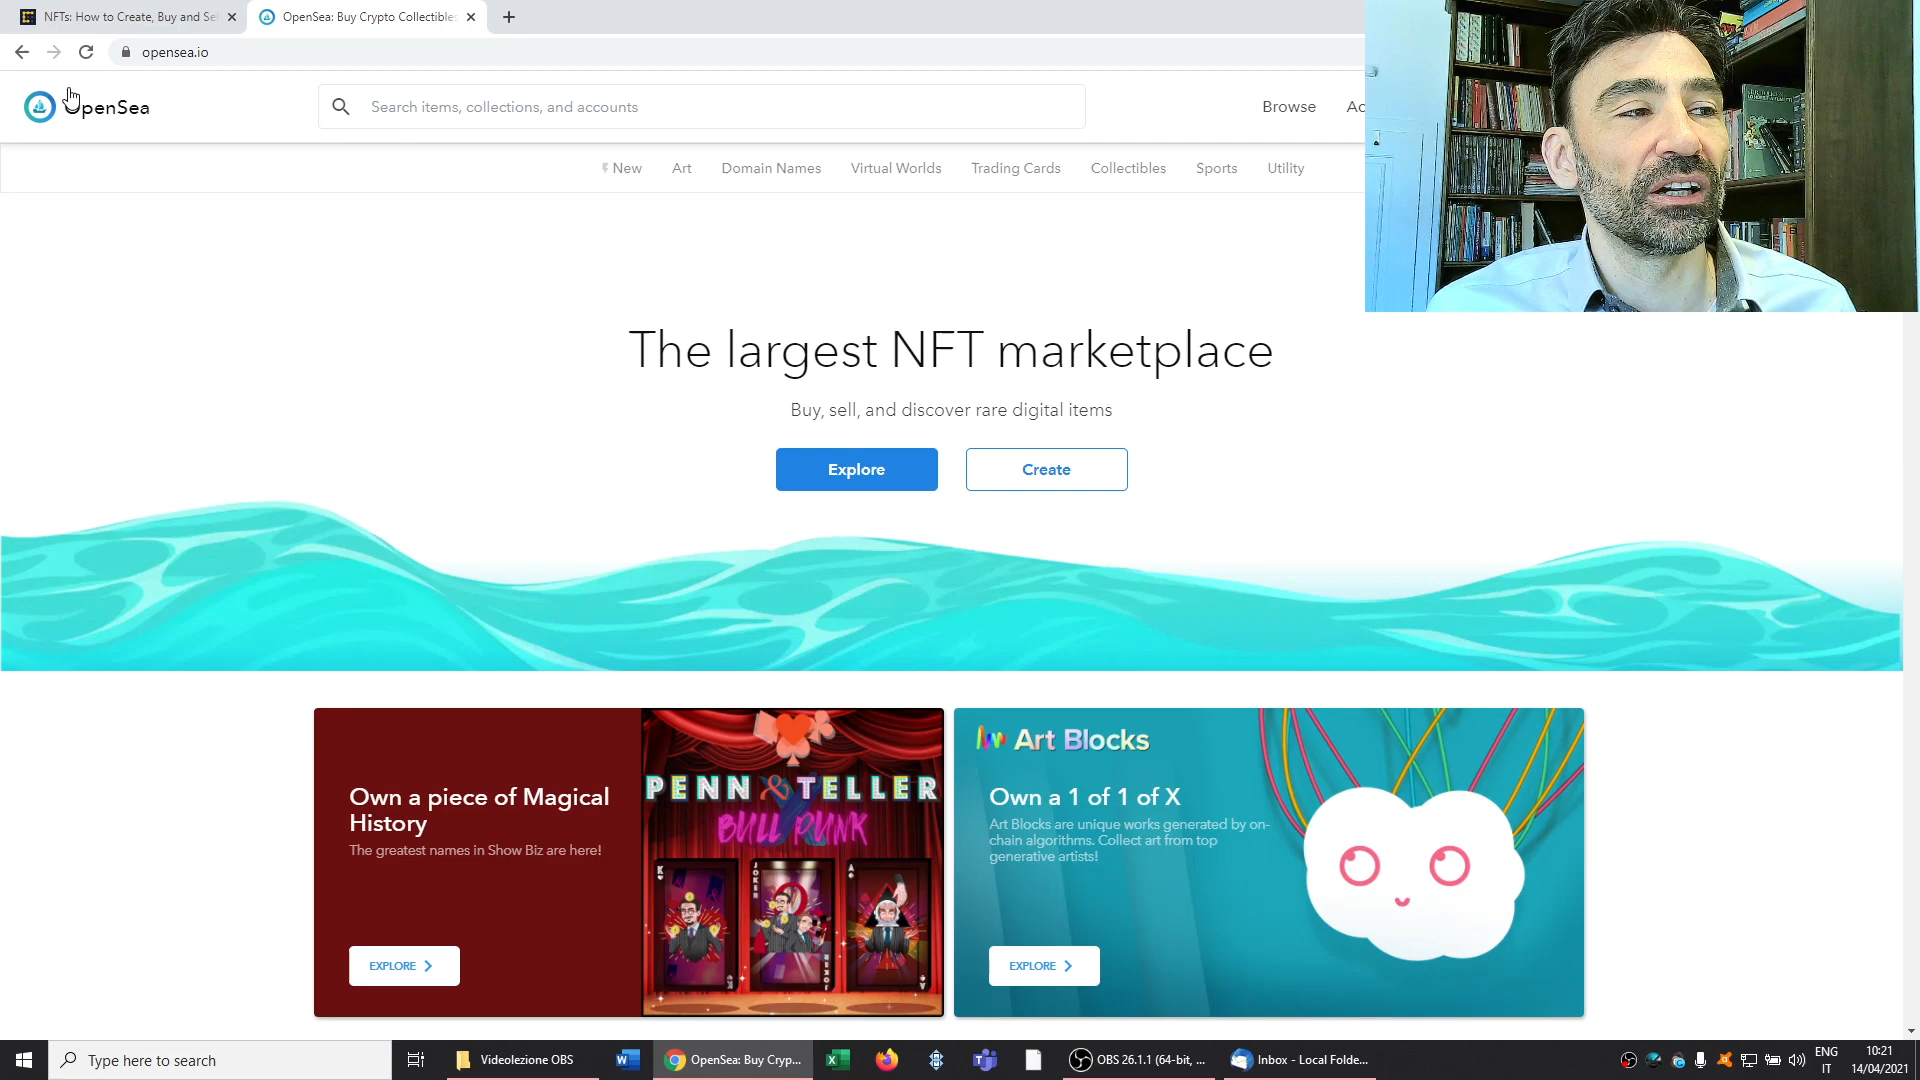 NFTs: How to Create, Buy and Sel
OpenSea: Buy Crypto Collectibles
opensea.io
OpenSea
Search items, collections, and accounts
Browse
Ac
New
Art
Domain Names
Virtual Worlds
Trading Cards
Collectibles
Sports
Utility
The largest NFT marketplace
Buy, sell, and discover rare digital items
Explore
Create
Own a piece of Magical
History
The greatest names in Show Biz are here!
EXPLORE
PENN & TELLER
BULL PUNK
K
JOKER
A
JOKER
K
A
Art Blocks
Own a 1 of 1 of X
Art Blocks are unique works generated by on-
chain algorithms. Collect art from top
generative artists!
EXPLORE
Type here to search
Videolezione OBS
OpenSea: Buy Cryp...
OBS 26.1.1 (64-bit, ...
Inbox - Local Folde...
ENG
IT
10:21
14/04/2021